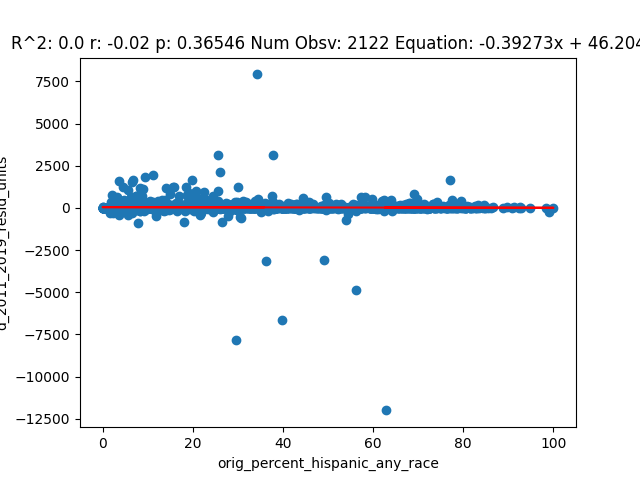 R^2: 0.0 r: -0.02 p: 0.36546 Num Obsv: 2122 Equation: -0.39273x + 46.204
7500
5000
2500
0
−2500
−5000
−7500
−10000
−12500
d_2011_2019_resid_units
0 20 40 60 80 100
orig_percent_hispanic_any_race